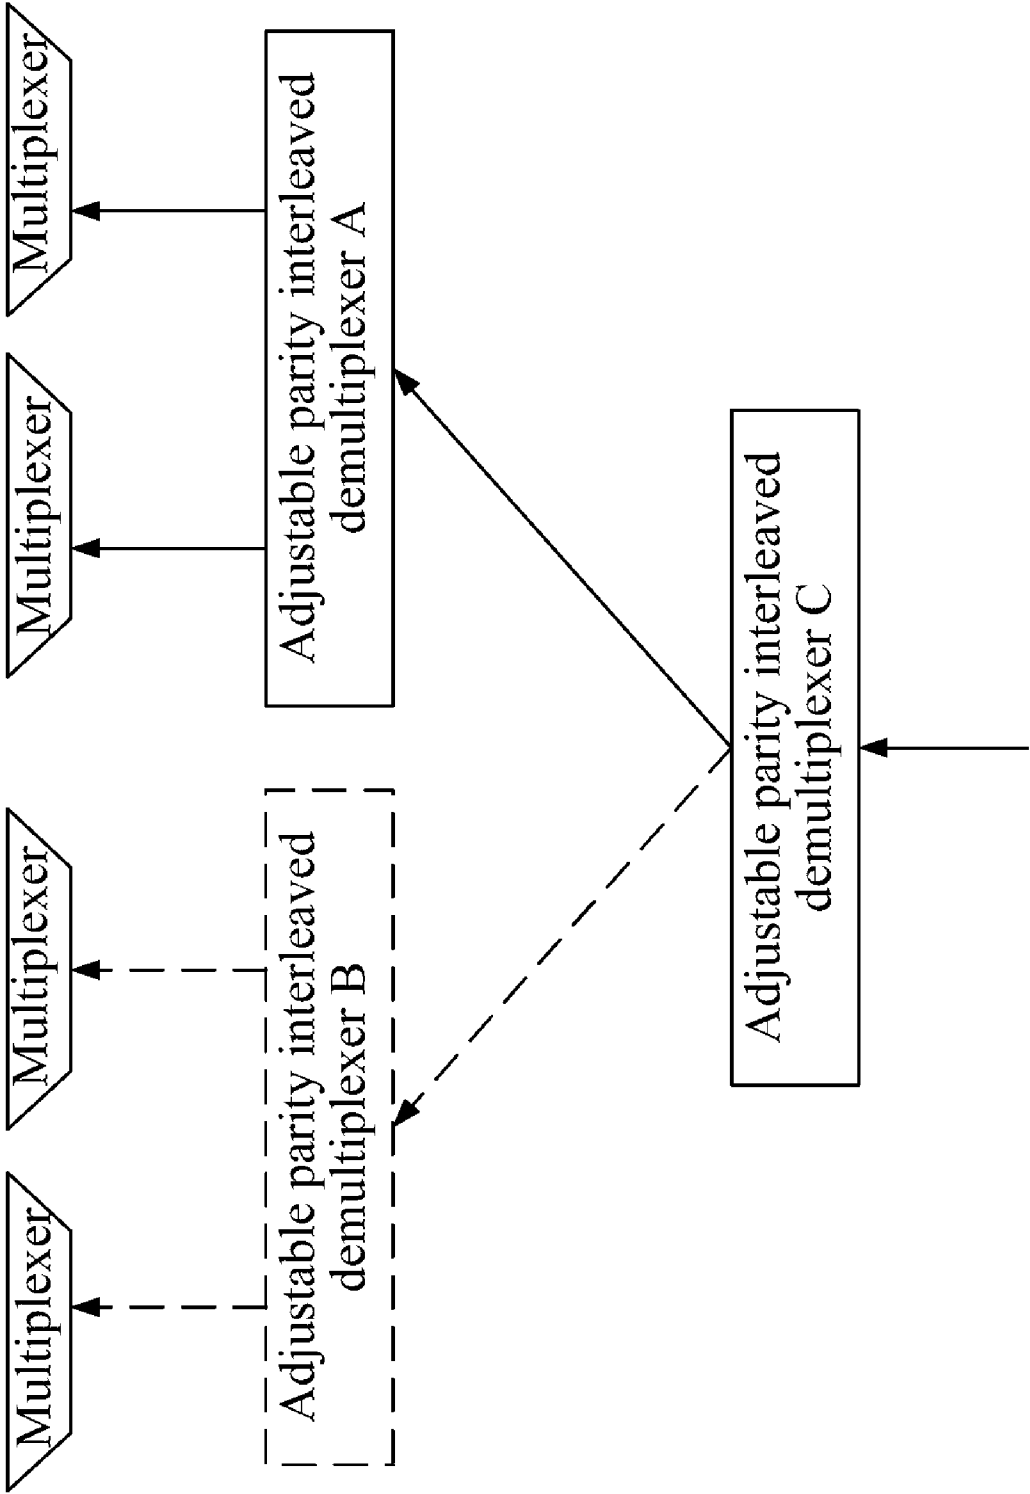 Multiplexer
Multiplexer
Multiplexer
Multiplexer
Adjustable parity interleaved
demultiplexer B
Adjustable parity interleaved
demultiplexer A
Adjustable parity interleaved
demultiplexer C